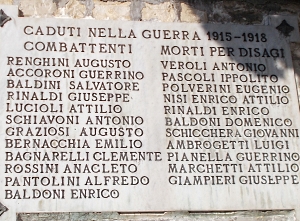 CADUTI NELLA GUERRA 1915-1918
COMBATTENTI
RENGHINI AUGUSTO
ACCORONI GUERRINO
BALDINI SALVATORE
RINALDI GIUSEPPE
LUCIOLI ATTILIO
SCHIAVONI ANTONIO
GRAZIOSI AUGUSTO
BERNACCHIA EMILIO
BAGNARELLI CLEMENTE
ROSSINI ANACLETO
PANTOLINI ALFREDO
BALDONI ENRICO
MORTI PER DISAGI
VEROLI ANTONIO
PASCOLI IPPOLITO
POLVERINI EUGENIO
NISI ENRICO ATTILIO
RINALDI ENRICO
BALDONI DOMENICO
SCHICCHERA GIOVANNI
AMBROGETTI LUIGI
PIANELLA GUERRINO
MARCHETTI ATTILIO
GIAMPIERI GIUSEPPE